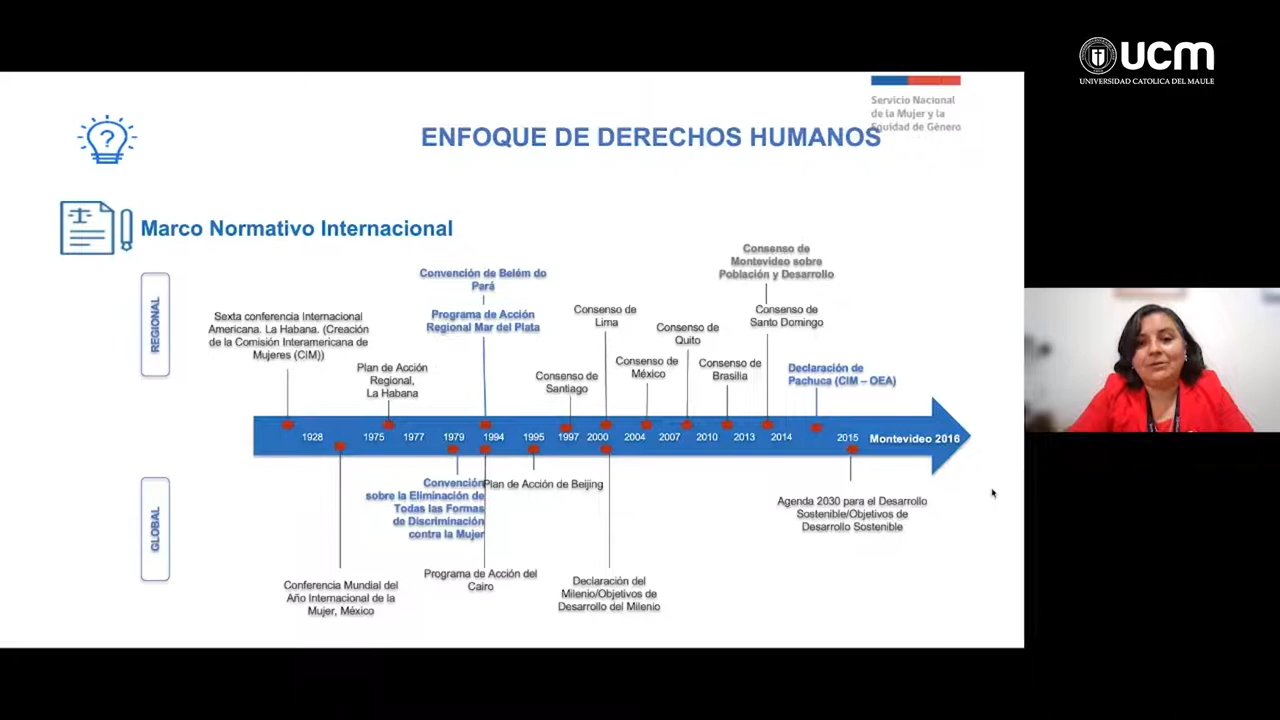 ucm
UNIVERSIDAD CATOLICA DEL MAULE
Servicio Nacional
de la Mujer y la
Equidad de Género
?
ENFOQUE DE DERECHOS HUMANOS
Marco Normativo Internacional
REGIONAL
Sexta conferencia Internacional
Americana. La Habana. (Creación
de la Comisión Interamericana de
Mujeres (CIM))
Plan de Acción
Regional,
La Habana
Convención de Belém do
Pará
Programa de Acción
Regional Mar del Plata
Consenso de
Santiago
Consenso de
Lima
Consenso de
México
Consenso de
Quito
Consenso de
Brasilia
Consenso de
Montevideo sobre
Población y Desarrollo
Consenso de
Santo Domingo
Declaración de
Pachuca (CIM – OEA)
1928 1975 1977 1979 1994 1995 1997 2000 2004 2007 2010 2013 2014 2015 Montevideo 2016
GLOBAL
Conferencia Mundial del
Año Internacional de la
Mujer, México
Convención
sobre la Eliminación de
Todas las Formas
de Discriminación
contra la Mujer
Programa de Acción del
Cairo
Plan de Acción de Beijing
Declaración del
Milenio/Objetivos de
Desarrollo del Milenio
Agenda 2030 para el Desarrollo
Sostenible/Objetivos de
Desarrollo Sostenible